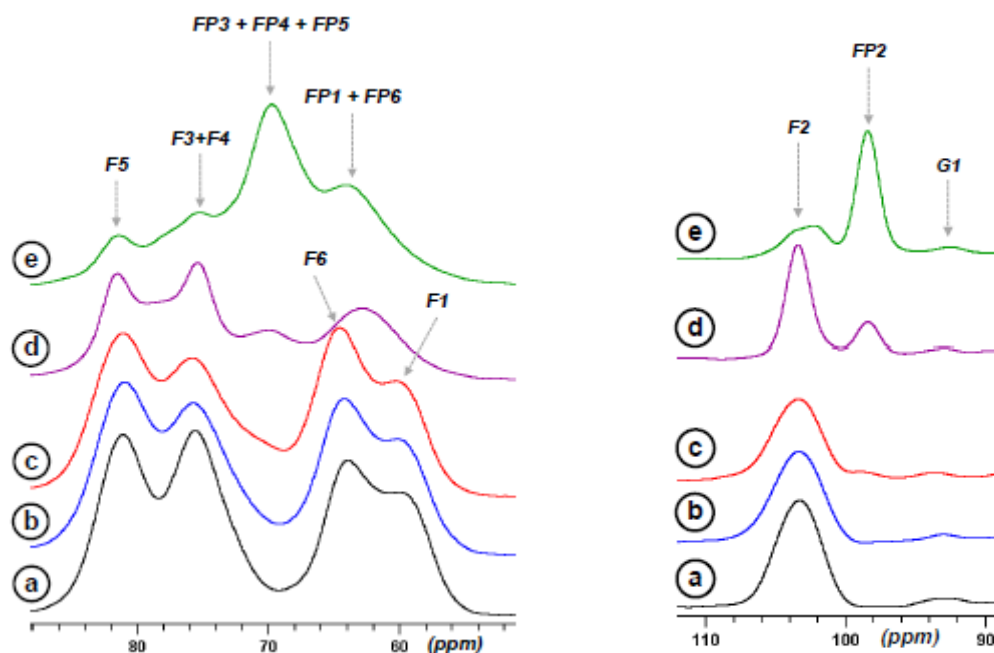 FP3 + FP4 + FP5
FP1 + FP6
F3+F4
F5
F6
F1
e
d
c
b
a
80
70
60
(ppm)
FP2
F2
G1
e
d
c
b
a
110
100
(ppm)
90